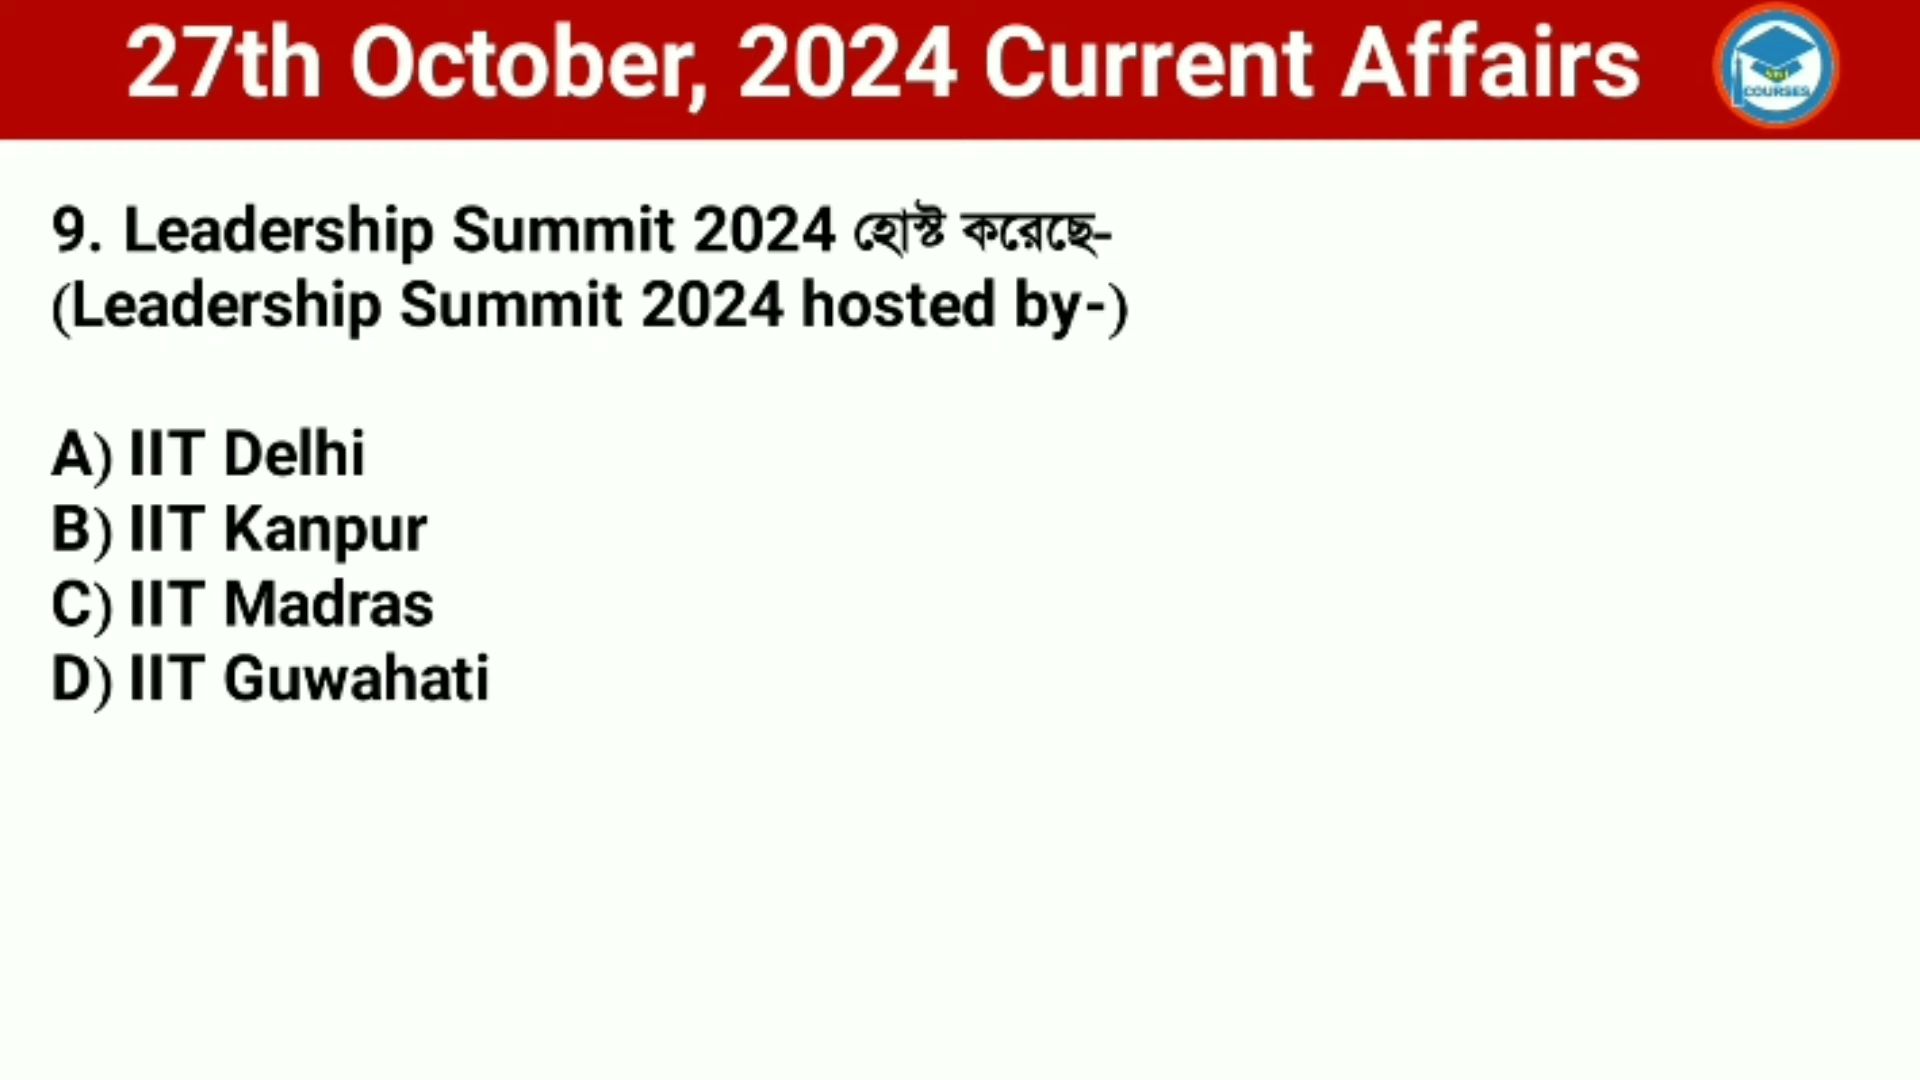 27th October, 2024 Current Affairs
COURSES
9. Leadership Summit 2024 হোস্ট করেছে-
(Leadership Summit 2024 hosted by-)
A) IIT Delhi
B) IIT Kanpur
C) IIT Madras
D) IIT Guwahati